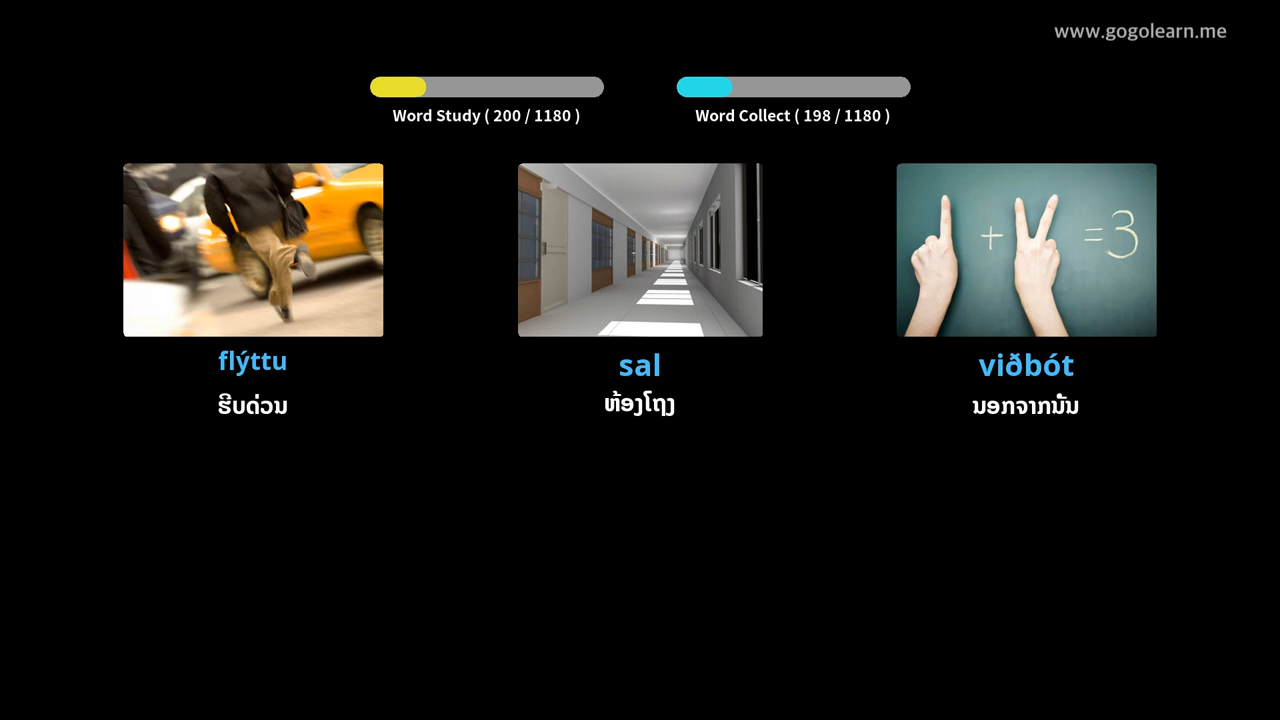 www.gogolearn.me
Word Study ( 200 / 1180 )
Word Collect ( 198 / 1180 )
+ =3
flýttu
sal
viðbót
ຮີບດ່ວນ
ຫ້ອງໂຖງ
ນອກຈາກນັ້ນ